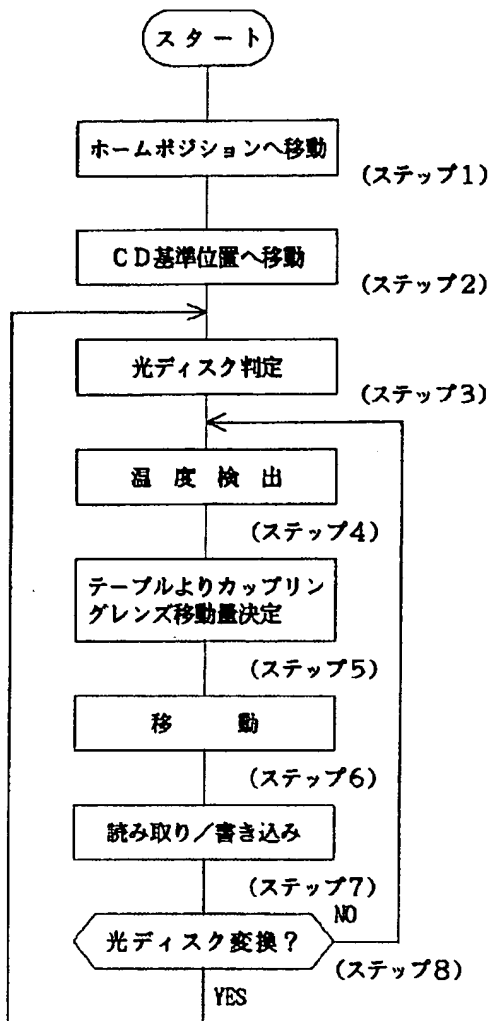 スタート
ホームポジションへ移動
(ステップ1)
CD基準位置へ移動
(ステップ2)
光ディスク判定
(ステップ3)
温度検出
(ステップ4)
テーブルよりカップリン
グレンズ移動量決定
(ステップ5)
移動
(ステップ6)
読み取り/書き込み
(ステップ7)
光ディスク変換?
NO
(ステップ8)
YES